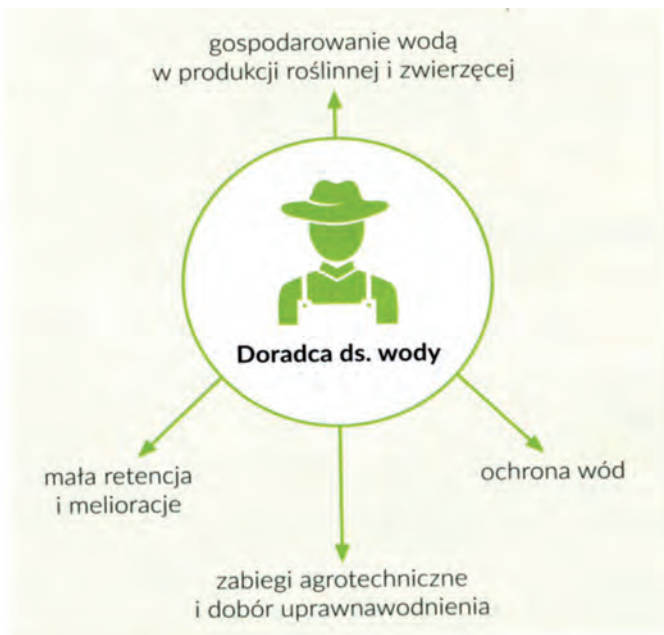 gospodarowanie wodą
w produkcji roślinnej i zwierzęcej
Doradca ds. wody
mała retencja
i melioracje
ochrona wód
zabiegi agrotechniczne
i dobór uprawnawodnienia